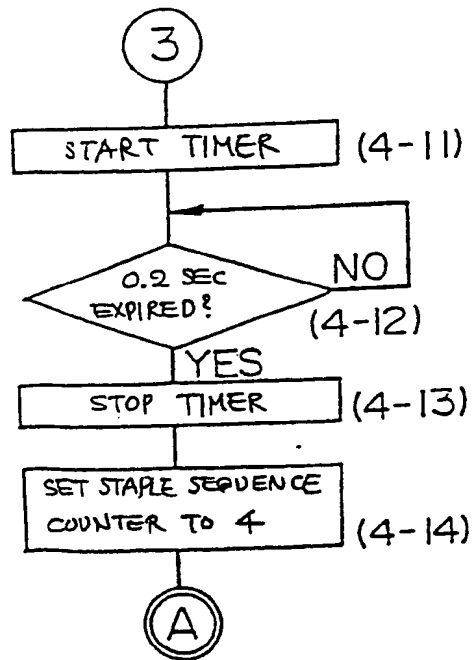 3
START TIMER (4-11)
0.2 SEC
EXPIRED?
NO
(4-12)
YES
STOP TIMER (4-13)
SET STAPLE SEQUENCE
COUNTER TO 4
(4-14)
A